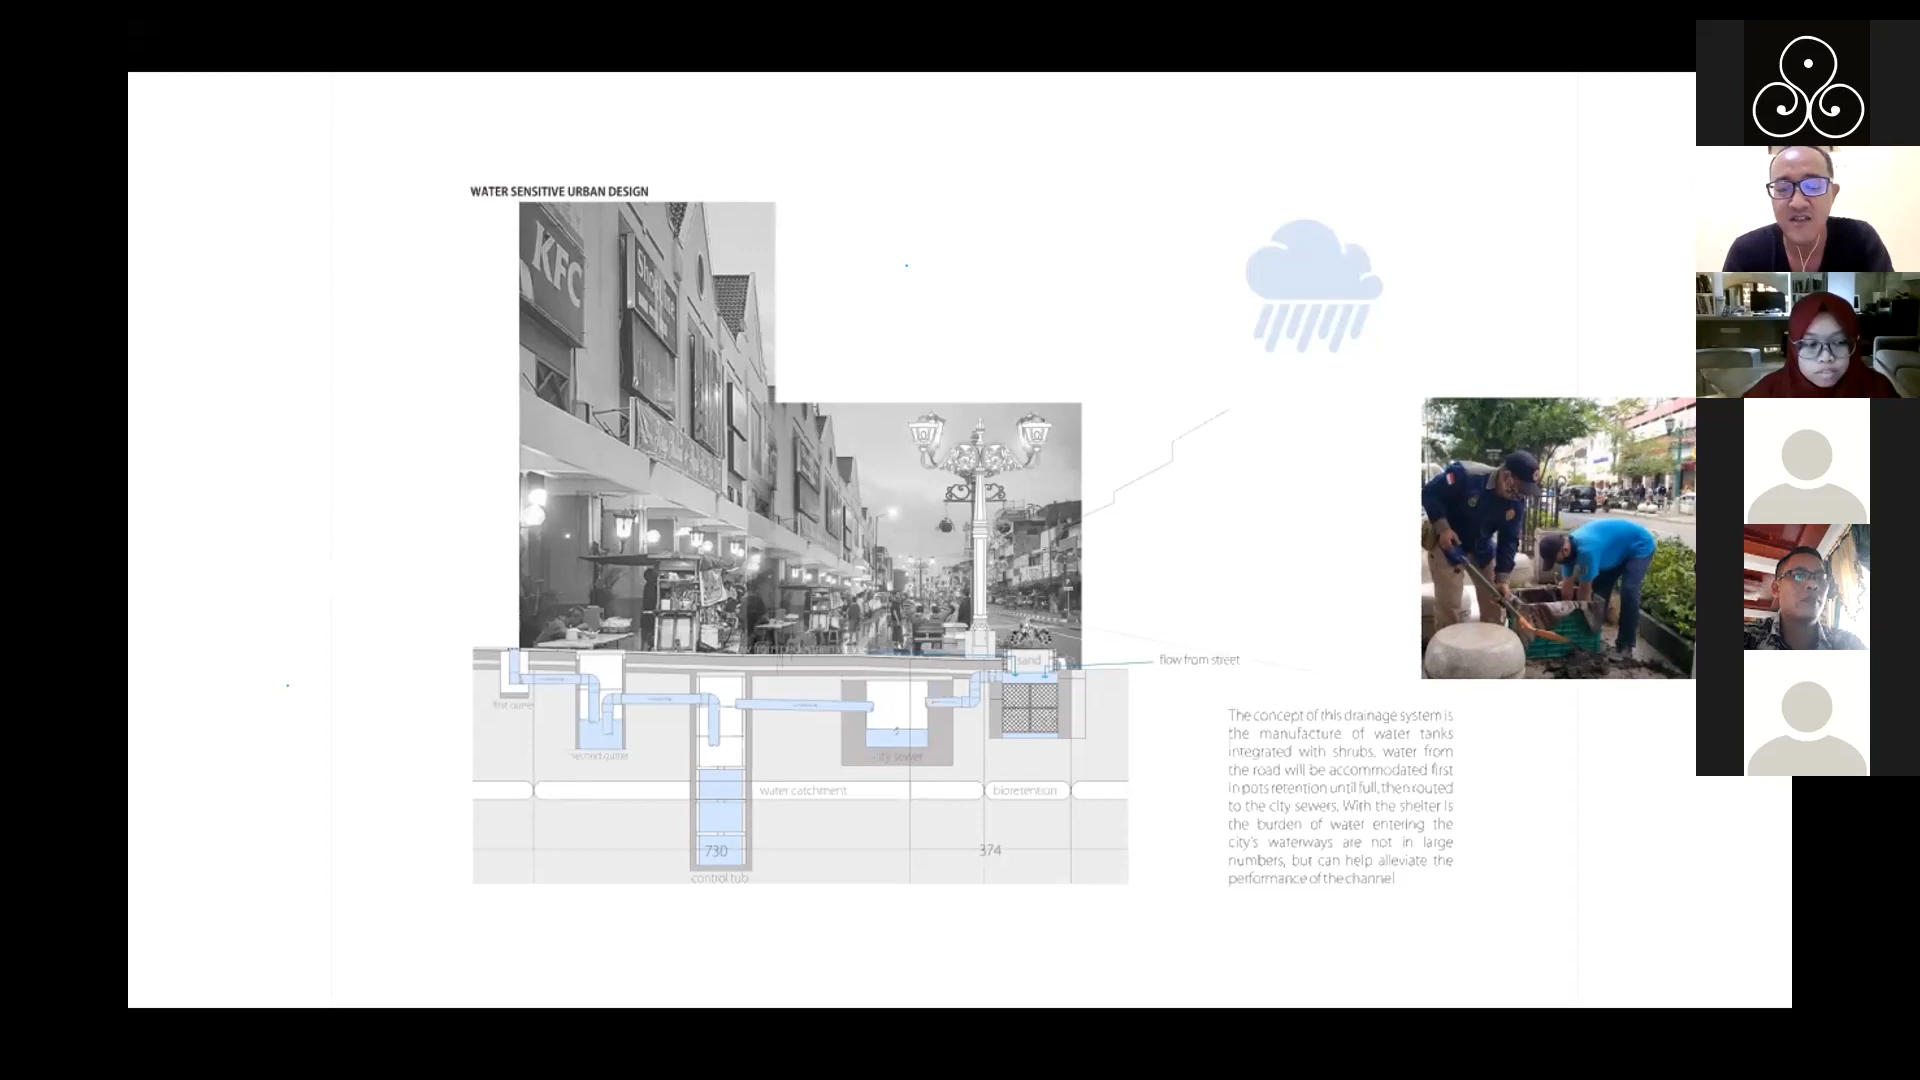 WATER SENSITIVE URBAN DESIGN
KFC
sand
flow from street
first gutter
second gutter
city sewer
water catchment
bioretention
730
374
control tub
The concept of this drainage system is
the manufacture of water tanks
integrated with shrubs. water from
the road will be accommodated first
in pots retention until full, then routed
to the city sewers. With the shelter is
the burden of water entering the
city's waterways are not in large
numbers, but can help alleviate the
performance of the channel